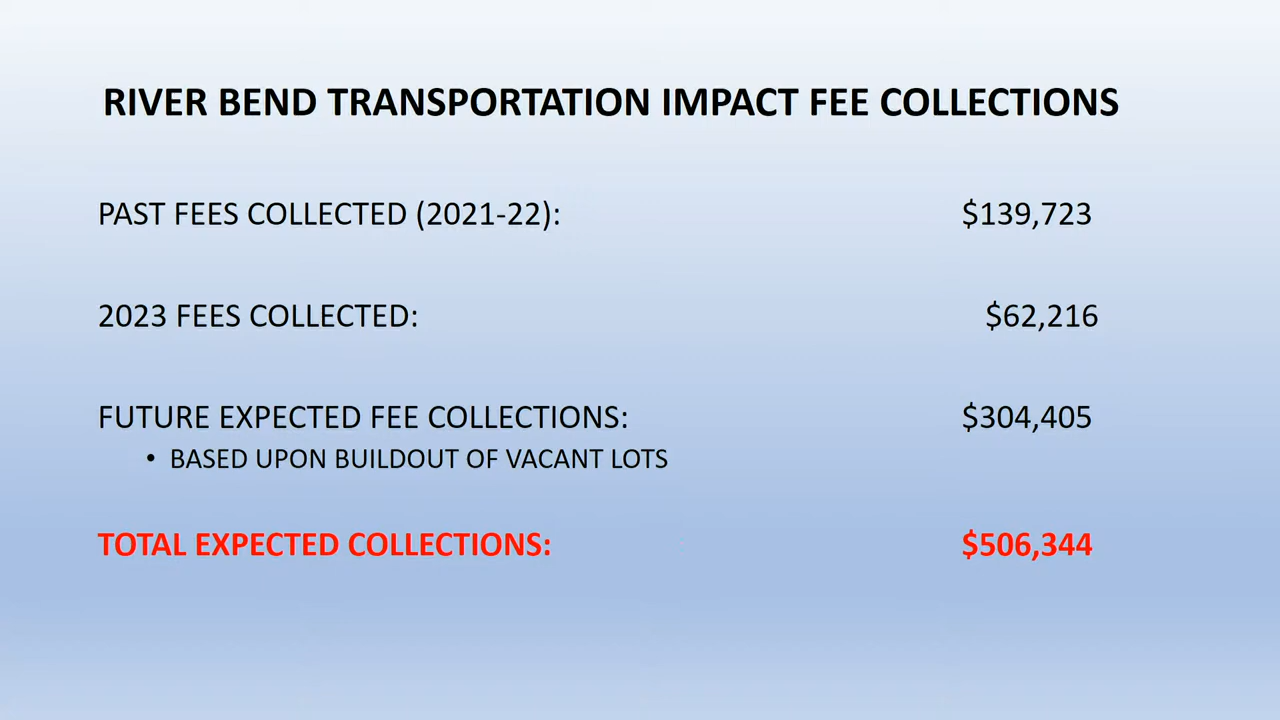 RIVER BEND TRANSPORTATION IMPACT FEE COLLECTIONS
PAST FEES COLLECTED (2021-22): $139,723
2023 FEES COLLECTED: $62,216
FUTURE EXPECTED FEE COLLECTIONS: $304,405
• BASED UPON BUILDOUT OF VACANT LOTS
TOTAL EXPECTED COLLECTIONS: $506,344